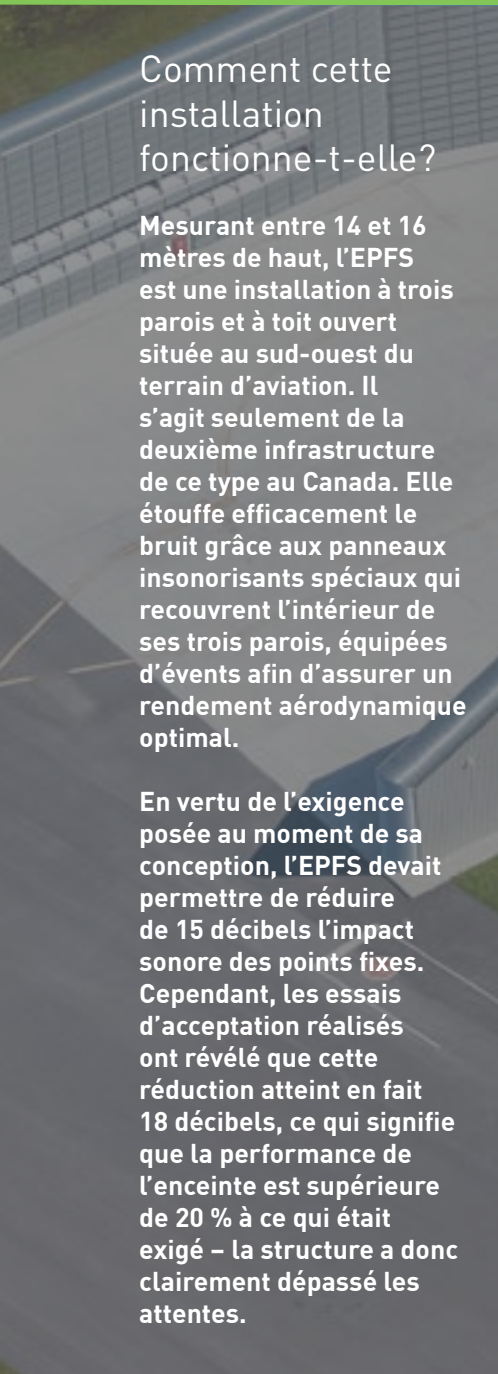 Comment cette
installation
fonctionne-t-elle?
Mesurant entre 14 et 16
mètres de haut, l’EPFS
est une installation à trois
parois et à toit ouvert
située au sud-ouest du
terrain d’aviation. Il
s’agit seulement de la
deuxième infrastructure
de ce type au Canada. Elle
étouffe efficacement le
bruit grâce aux panneaux
insonorisants spéciaux qui
recouvrent l’intérieur de
ses trois parois, équipées
d’évents afin d’assurer un
rendement aérodynamique
optimal.
En vertu de l’exigence
posée au moment de sa
conception, l’EPFS devait
permettre de réduire
de 15 décibels l’impact
sonore des points fixes.
Cependant, les essais
d’acceptation réalisés
ont révélé que cette
réduction atteint en fait
18 décibels, ce qui signifie
que la performance de
l’enceinte est supérieure
de 20 % à ce qui était
exigé – la structure a donc
clairement dépassé les
attentes.